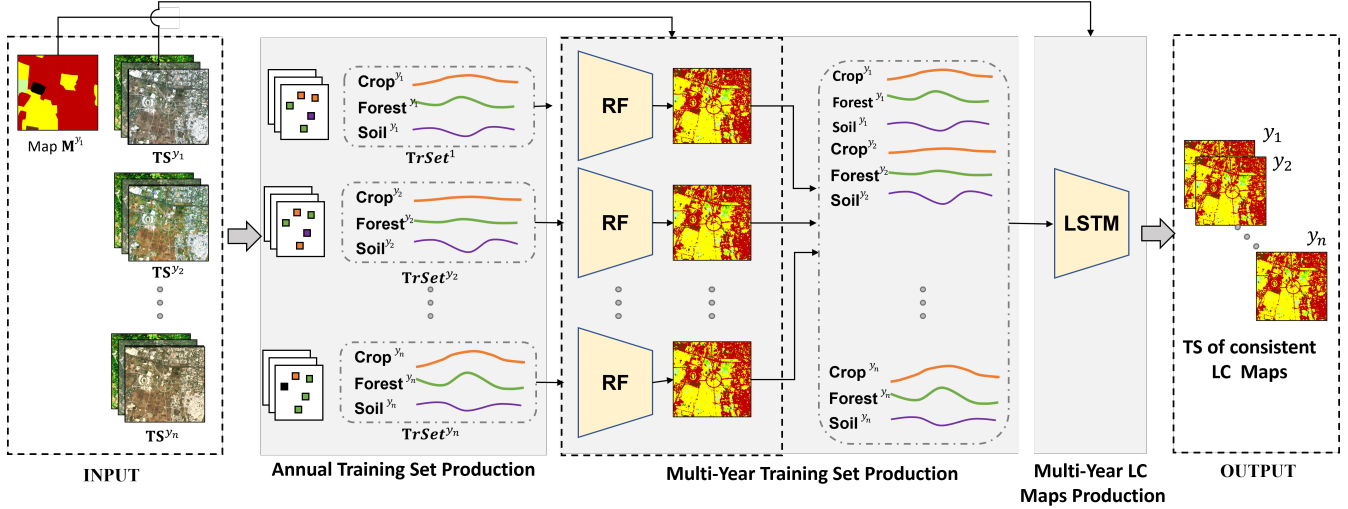 Map M^y₁
TS^y₁
TS^y₂
TS^yₙ
INPUT
Crop^y₁
Forest^y₁
Soil^y₁
TrSet^1
Crop^y₂
Forest^y₂
Soil^y₂
TrSet^y₂
Crop^yₙ
Forest^yₙ
Soil^yₙ
TrSet^yₙ
Annual Training Set Production
RF
RF
RF
Crop^y₁
Forest^y₁
Soil^y₁
Crop^y₂
Forest^y₂
Soil^y₂
Crop^yₙ
Forest^yₙ
Soil^yₙ
Multi-Year Training Set Production
LSTM
Multi-Year LC
Maps Production
y₁
y₂
yₙ
TS of consistent
LC Maps
OUTPUT